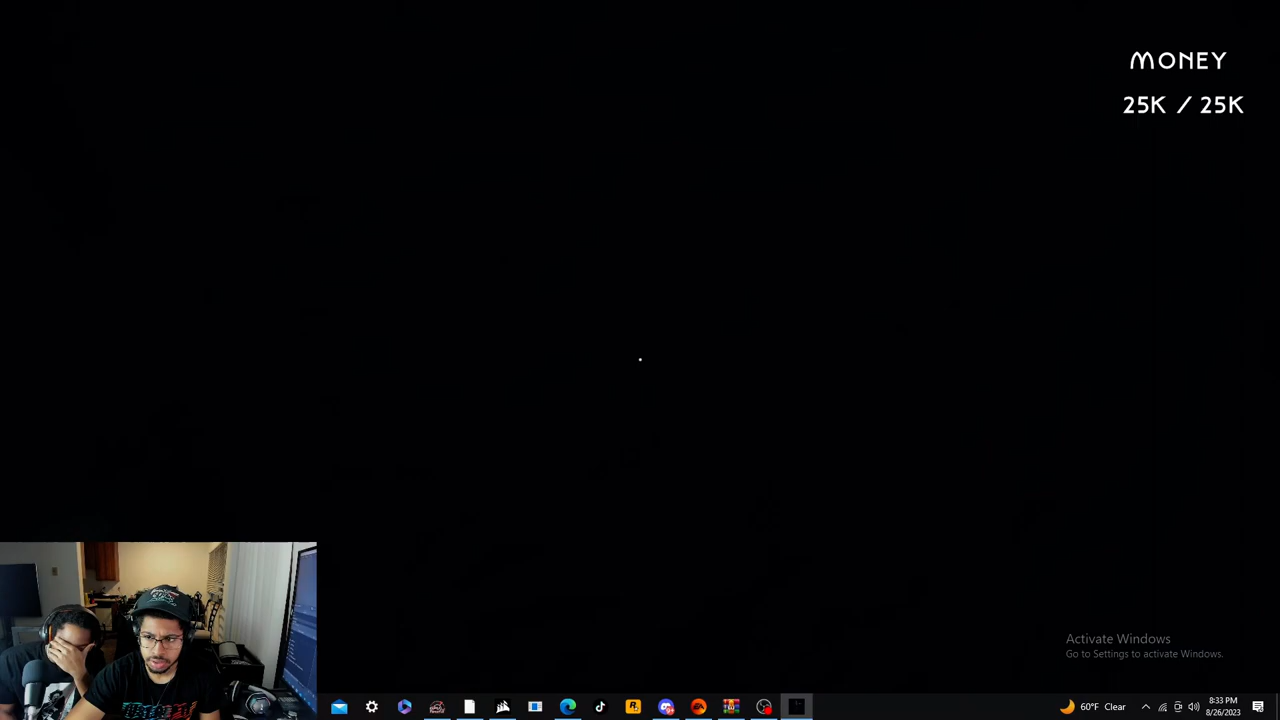 MONEY
25K / 25K
Activate Windows
Go to Settings to activate Windows.
60°F Clear
8:33 PM
8/26/2023